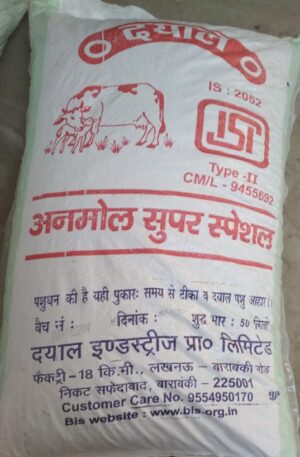 दयाल
IS : 2052
ISI
Type -II
CM/L - 9455692
अनमोल सुपर स्पेशल
पशुधन की है यही पुकारः समय से टीका व दयाल पशु आहार।।
बैच नं : दिनांक : शुद्ध भार : 50 किलो
दयाल इण्डस्ट्रीज प्रा० लिमिटेड
फैक्ट्री-18 कि.मी., लखनऊ - बाराबंकी रोड
निकट सफेदाबाद, बाराबंकी - 225001
Customer Care No. 9554950170
Bis website : www.bis.org.in